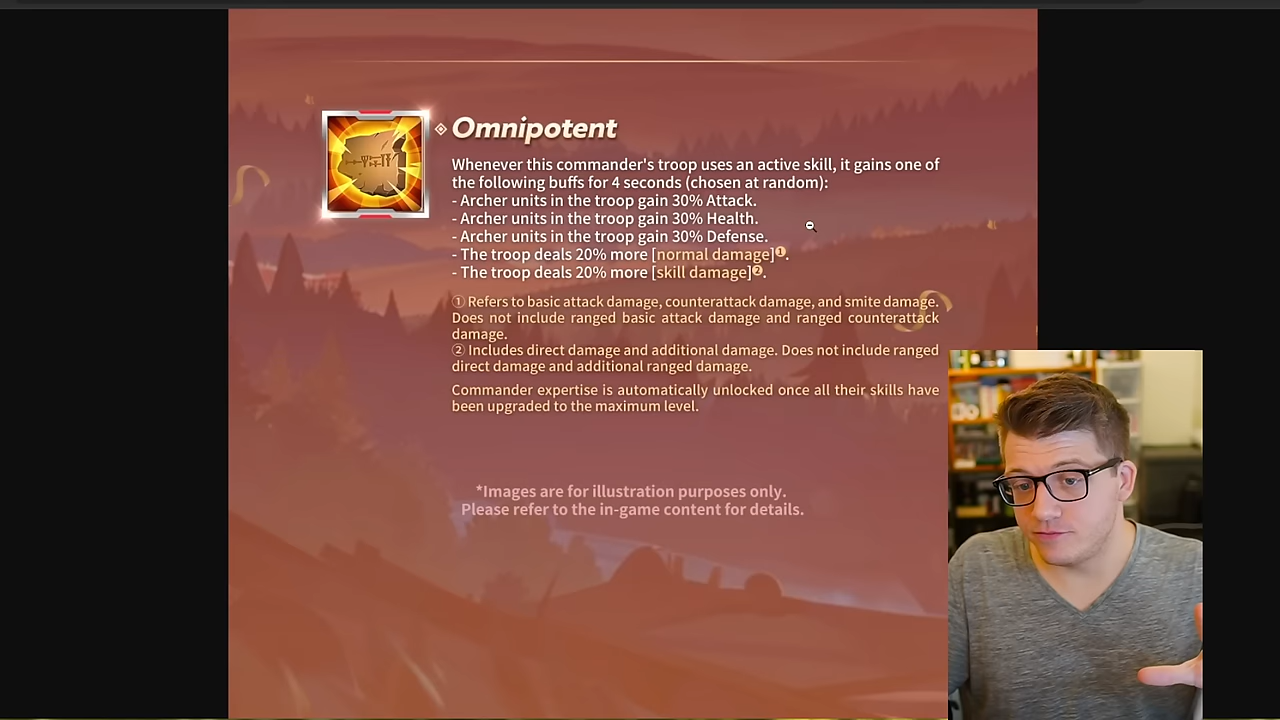 Omnipotent
Whenever this commander's troop uses an active skill, it gains one of
the following buffs for 4 seconds (chosen at random):
- Archer units in the troop gain 30% Attack.
- Archer units in the troop gain 30% Health.
- Archer units in the troop gain 30% Defense.
- The troop deals 20% more [normal damage]①.
- The troop deals 20% more [skill damage]②.
① Refers to basic attack damage, counterattack damage, and smite damage.
Does not include ranged basic attack damage and ranged counterattack
damage.
② Includes direct damage and additional damage. Does not include ranged
direct damage and additional ranged damage.
Commander expertise is automatically unlocked once all their skills have
been upgraded to the maximum level.
*Images are for illustration purposes only.
Please refer to the in-game content for details.